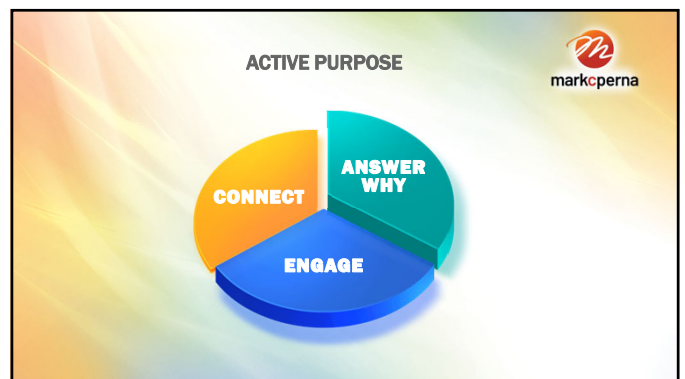 ACTIVE PURPOSE
markcperna
ANSWER
WHY
CONNECT
ENGAGE